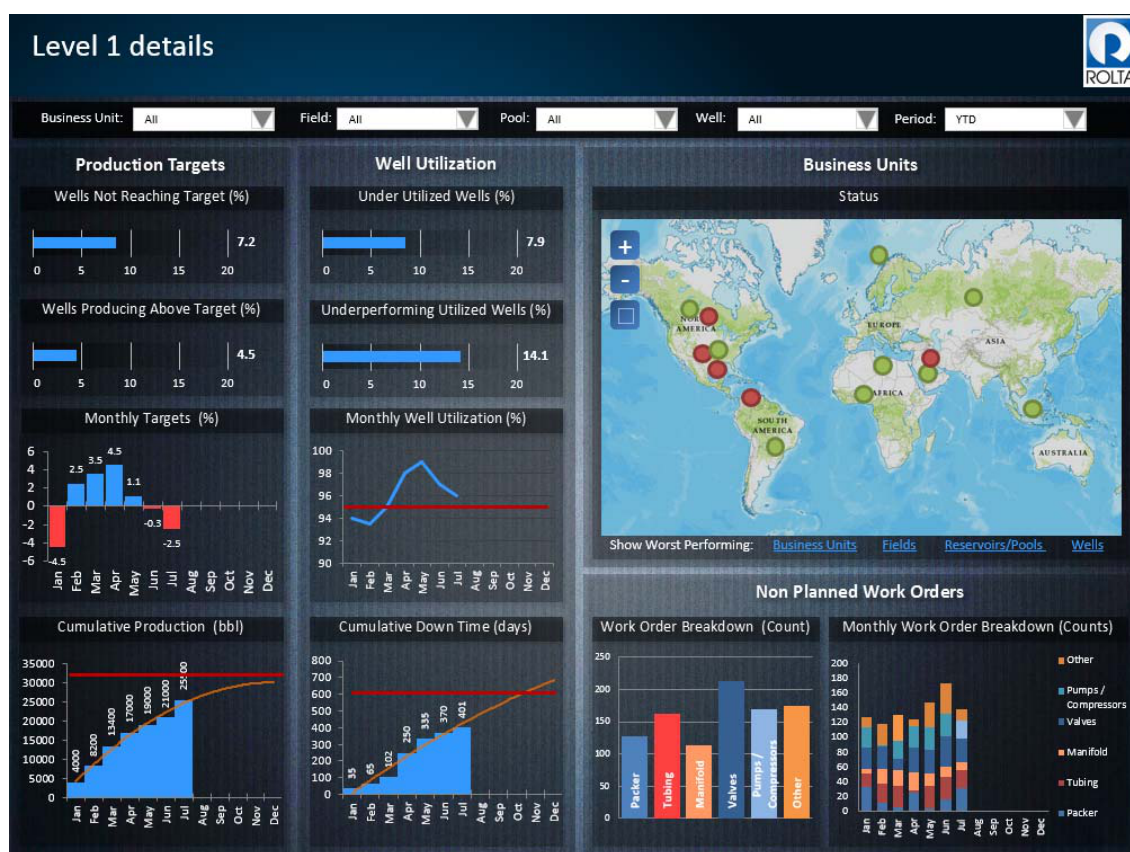 Level 1 details
ROLTA
Business Unit: All Field: All Pool: All Well: All Period: YTD
Production Targets
Wells Not Reaching Target (%)
7.2
0 5 10 15 20
Wells Producing Above Target (%)
4.5
0 5 10 15 20
Monthly Targets (%)
6
4
2
0
-2
-4
-6
-4.5
2.5
3.5
4.5
1.1
-0.3
-2.5
Jan Feb Mar Apr May Jun Jul Aug Sep Oct Nov Dec
Cumulative Production (bbl)
35000
30000
25000
20000
15000
10000
5000
0
4000
8200
13400
17000
19000
21000
Jan Feb Mar Apr May Jun Jul Aug Sep Oct Nov Dec
Well Utilization
Under Utilized Wells (%)
7.9
0 5 10 15 20
Underperforming Utilized Wells (%)
14.1
0 5 10 15 20
Monthly Well Utilization (%)
100
98
96
94
92
90
Jan Feb Mar Apr May Jun Jul Aug Sep Oct Nov Dec
Cumulative Down Time (days)
800
700
600
500
400
300
200
100
0
35
65
102
250
335
370
401
Jan Feb Mar Apr May Jun Jul Aug Sep Oct Nov Dec
Business Units
Status
+
-
AMERICA
EUROPE
ASIA
AFRICA
SOUTH
AMERICA
AUSTRALIA
Show Worst Performing: Business Units Fields Reservoirs/Pools Wells
Non Planned Work Orders
Work Order Breakdown (Count)
250
200
150
100
50
0
Packer
Tubing
Manifold
Valves
Pumps /
Compressors
Other
Monthly Work Order Breakdown (Counts)
200
180
160
140
120
100
80
60
40
20
0
Jan Feb Mar Apr May Jun Jul Aug Sep Oct Nov Dec
Other
Pumps /
Compressors
Valves
Manifold
Tubing
Packer